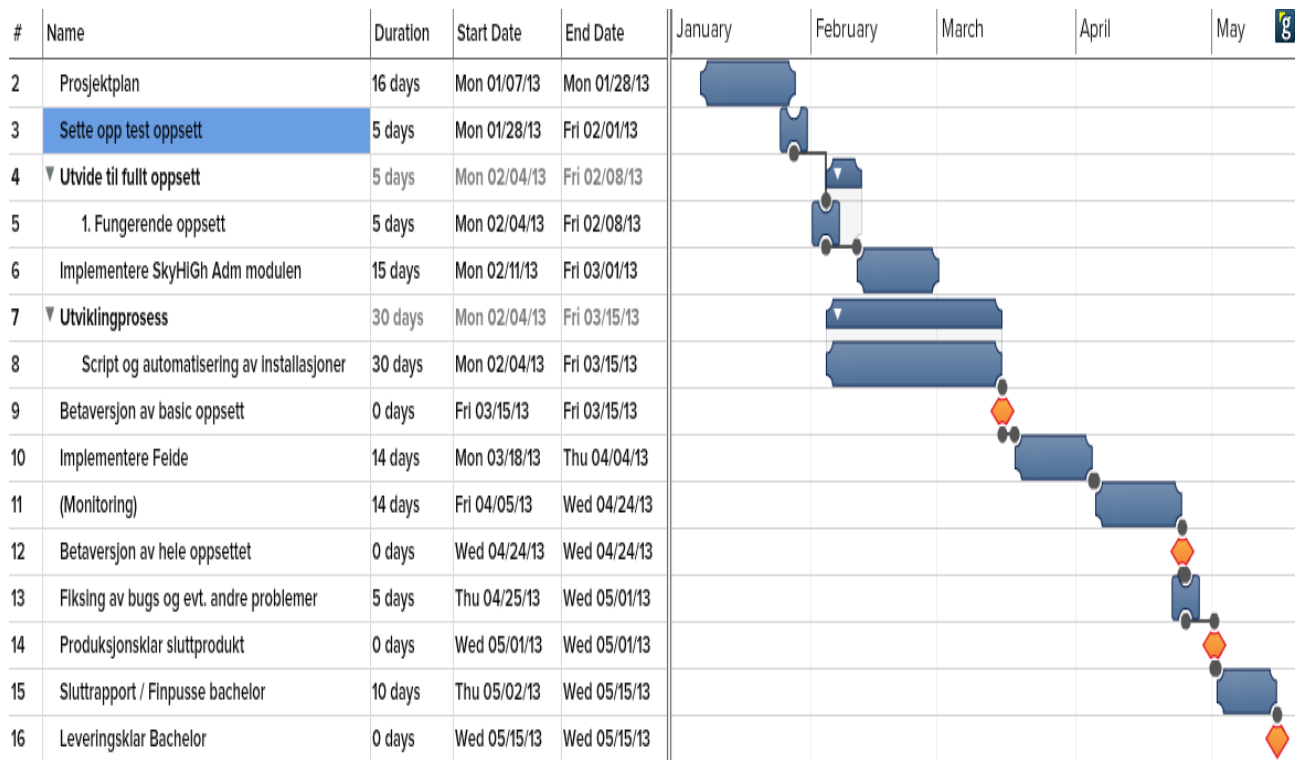 # Name Duration Start Date End Date January February March April May g
2 Prosjektplan 16 days Mon 01/07/13 Mon 01/28/13
3 Sette opp test oppsett 5 days Mon 01/28/13 Fri 02/01/13
4 Utvide til fullt oppsett 5 days Mon 02/04/13 Fri 02/08/13
5 1. Fungerende oppsett 5 days Mon 02/04/13 Fri 02/08/13
6 Implementere SkyHiGh Adm modulen 15 days Mon 02/11/13 Fri 03/01/13
7 Utviklingprosess 30 days Mon 02/04/13 Fri 03/15/13
8 Script og automatisering av installasjoner 30 days Mon 02/04/13 Fri 03/15/13
9 Betaversjon av basic oppsett 0 days Fri 03/15/13 Fri 03/15/13
10 Implementere Feide 14 days Mon 03/18/13 Thu 04/04/13
11 (Monitoring) 14 days Fri 04/05/13 Wed 04/24/13
12 Betaversjon av hele oppsettet 0 days Wed 04/24/13 Wed 04/24/13
13 Fiksing av bugs og evt. andre problemer 5 days Thu 04/25/13 Wed 05/01/13
14 Produksjonsklar sluttprodukt 0 days Wed 05/01/13 Wed 05/01/13
15 Sluttrapport / Finpusse bachelor 10 days Thu 05/02/13 Wed 05/15/13
16 Leveringsklar Bachelor 0 days Wed 05/15/13 Wed 05/15/13